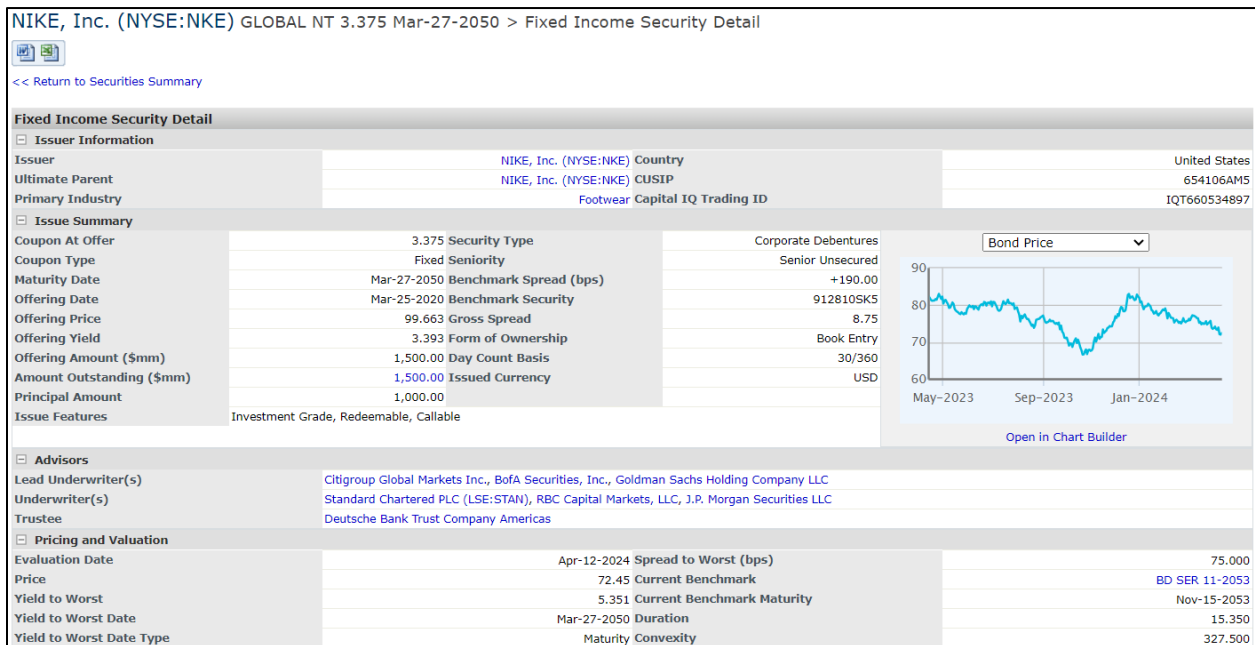 NIKE, Inc. (NYSE:NKE) GLOBAL NT 3.375 Mar-27-2050 > Fixed Income Security Detail
<< Return to Securities Summary
Fixed Income Security Detail
Issuer Information
Issuer NIKE, Inc. (NYSE:NKE) Country United States
Ultimate Parent NIKE, Inc. (NYSE:NKE) CUSIP 654106AM5
Primary Industry Footwear Capital IQ Trading ID IQT660534897
Issue Summary
Coupon At Offer 3.375 Security Type Corporate Debentures
Coupon Type Fixed Seniority Senior Unsecured
Maturity Date Mar-27-2050 Benchmark Spread (bps) +190.00
Offering Date Mar-25-2020 Benchmark Security 912810SK5
Offering Price 99.663 Gross Spread 8.75
Offering Yield 3.393 Form of Ownership Book Entry
Offering Amount ($mm) 1,500.00 Day Count Basis 30/360
Amount Outstanding ($mm) 1,500.00 Issued Currency USD
Principal Amount 1,000.00
Issue Features Investment Grade, Redeemable, Callable
Bond Price
90
80
70
60
May-2023 Sep-2023 Jan-2024
Open in Chart Builder
Advisors
Lead Underwriter(s) Citigroup Global Markets Inc., BofA Securities, Inc., Goldman Sachs Holding Company LLC
Underwriter(s) Standard Chartered PLC (LSE:STAN), RBC Capital Markets, LLC, J.P. Morgan Securities LLC
Trustee Deutsche Bank Trust Company Americas
Pricing and Valuation
Evaluation Date Apr-12-2024 Spread to Worst (bps) 75.000
Price 72.45 Current Benchmark BD SER 11-2053
Yield to Worst 5.351 Current Benchmark Maturity Nov-15-2053
Yield to Worst Date Mar-27-2050 Duration 15.350
Yield to Worst Date Type Maturity Convexity 327.500